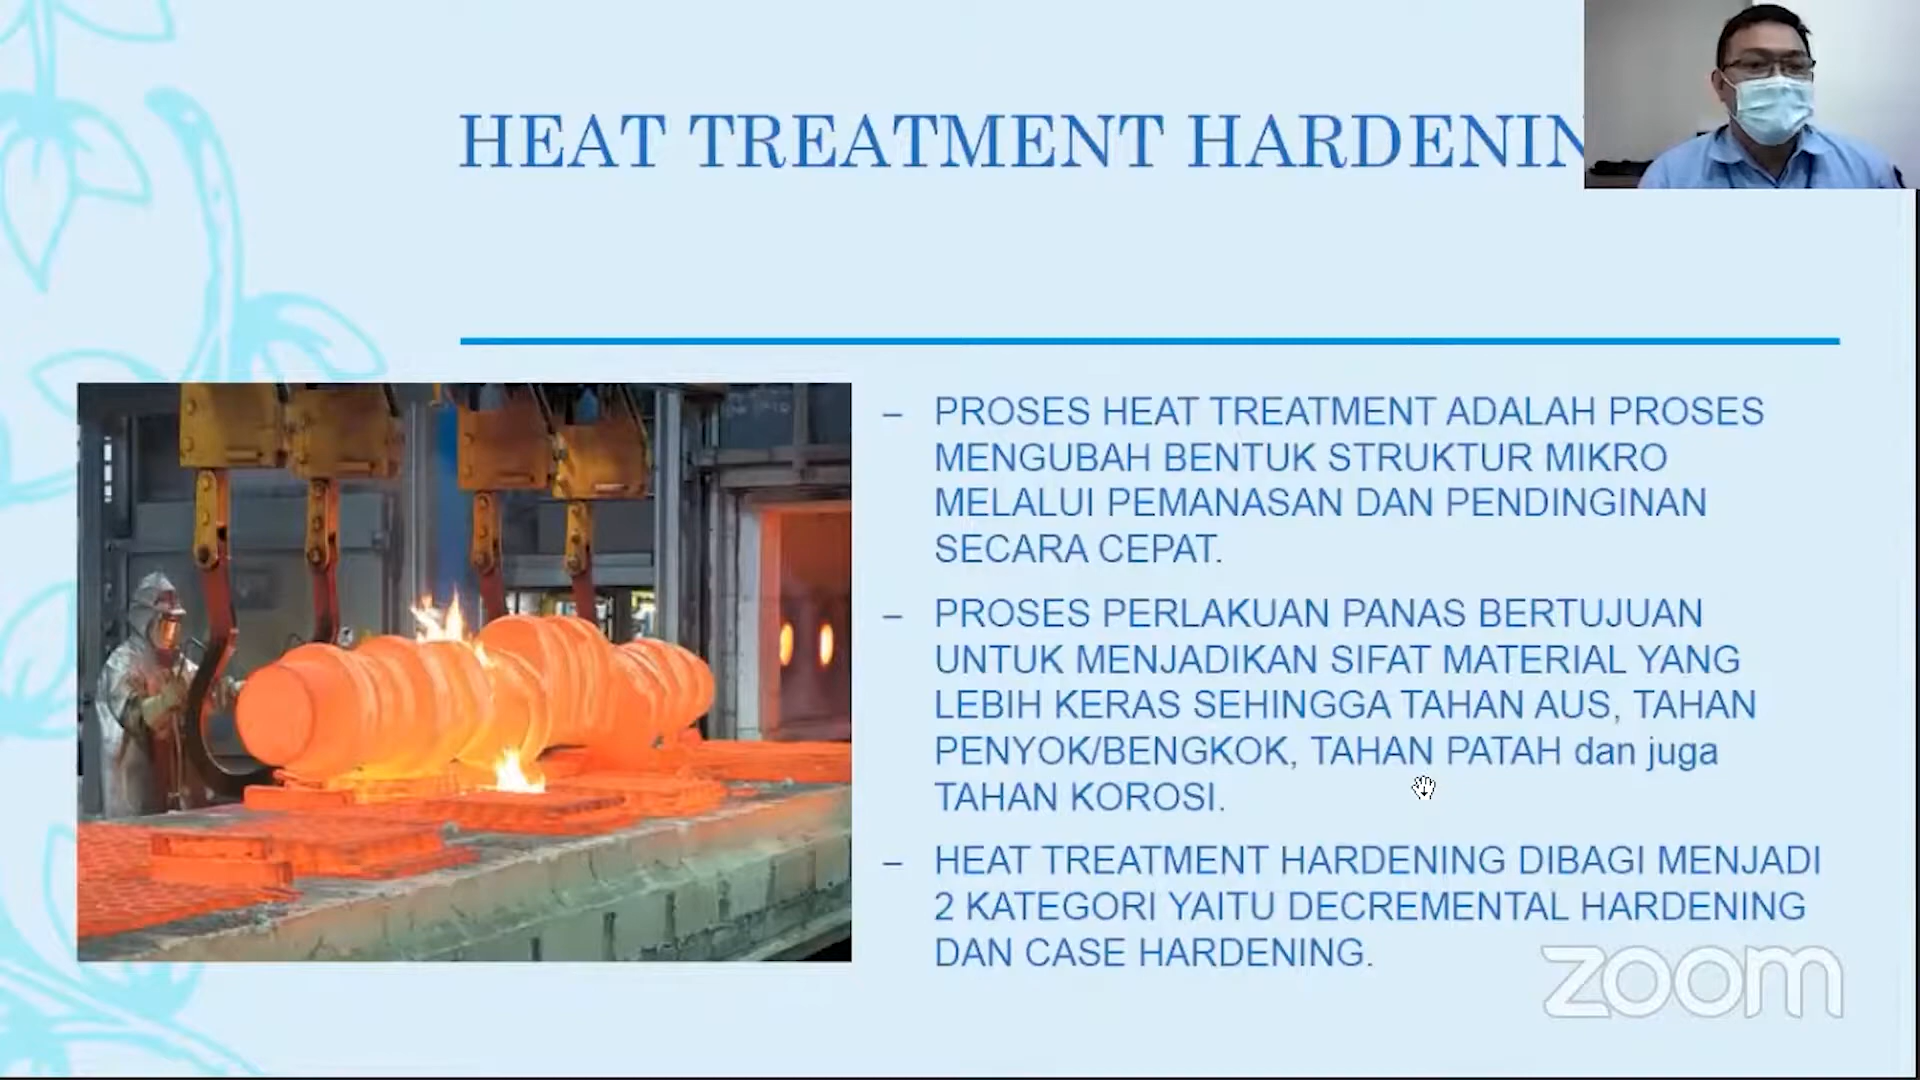 HEAT TREATMENT HARDENIN
– PROSES HEAT TREATMENT ADALAH PROSES
MENGUBAH BENTUK STRUKTUR MIKRO
MELALUI PEMANASAN DAN PENDINGINAN
SECARA CEPAT.
– PROSES PERLAKUAN PANAS BERTUJUAN
UNTUK MENJADIKAN SIFAT MATERIAL YANG
LEBIH KERAS SEHINGGA TAHAN AUS, TAHAN
PENYOK/BENGKOK, TAHAN PATAH dan juga
TAHAN KOROSI.
– HEAT TREATMENT HARDENING DIBAGI MENJADI
2 KATEGORI YAITU DECREMENTAL HARDENING
DAN CASE HARDENING.
zoom